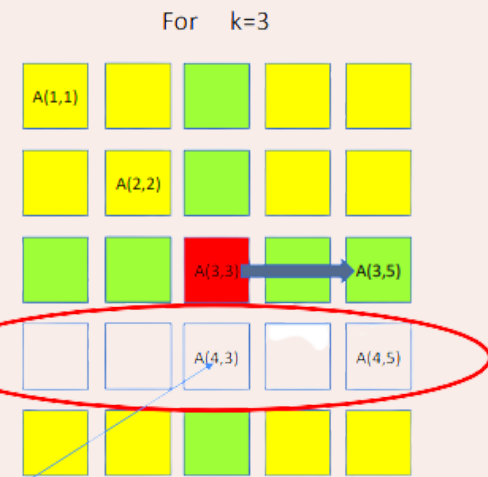 For k=3
A(1,1)
A(2,2)
A(3,3) A(3,5)
A(4,3) A(4,5)